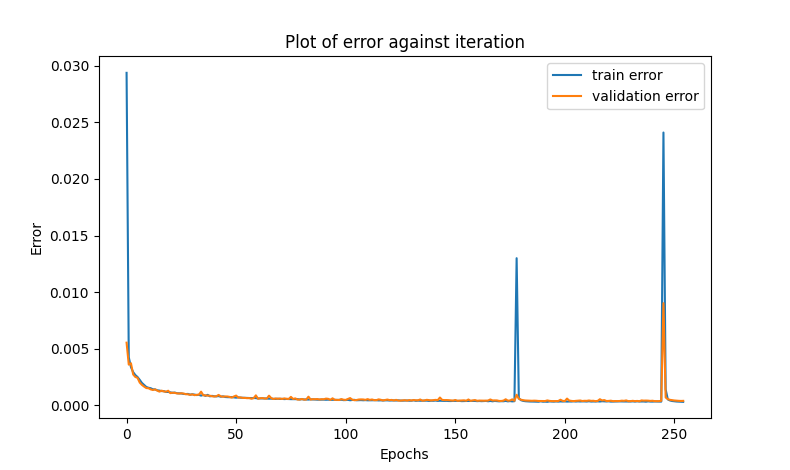 Plot of error against iteration
train error
validation error
Error
0.030
0.025
0.020
0.015
0.010
0.005
0.000
0
50
100
150
200
250
Epochs